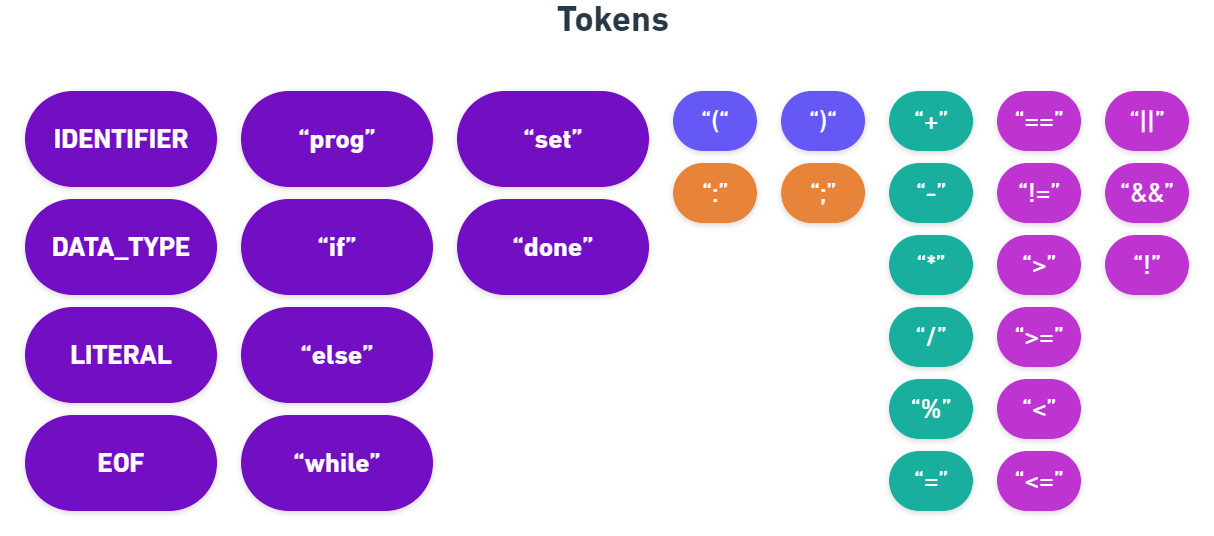 Tokens
IDENTIFIER
“prog”
“set”
“(“
“)“
“+”
“==”
“||”
“:”
“;”
“-”
“!=”
“&&”
DATA_TYPE
“if”
“done”
“*”
“>”
“!”
LITERAL
“else”
“/”
“>=”
“%”
“<”
EOF
“while”
“=”
“<=”